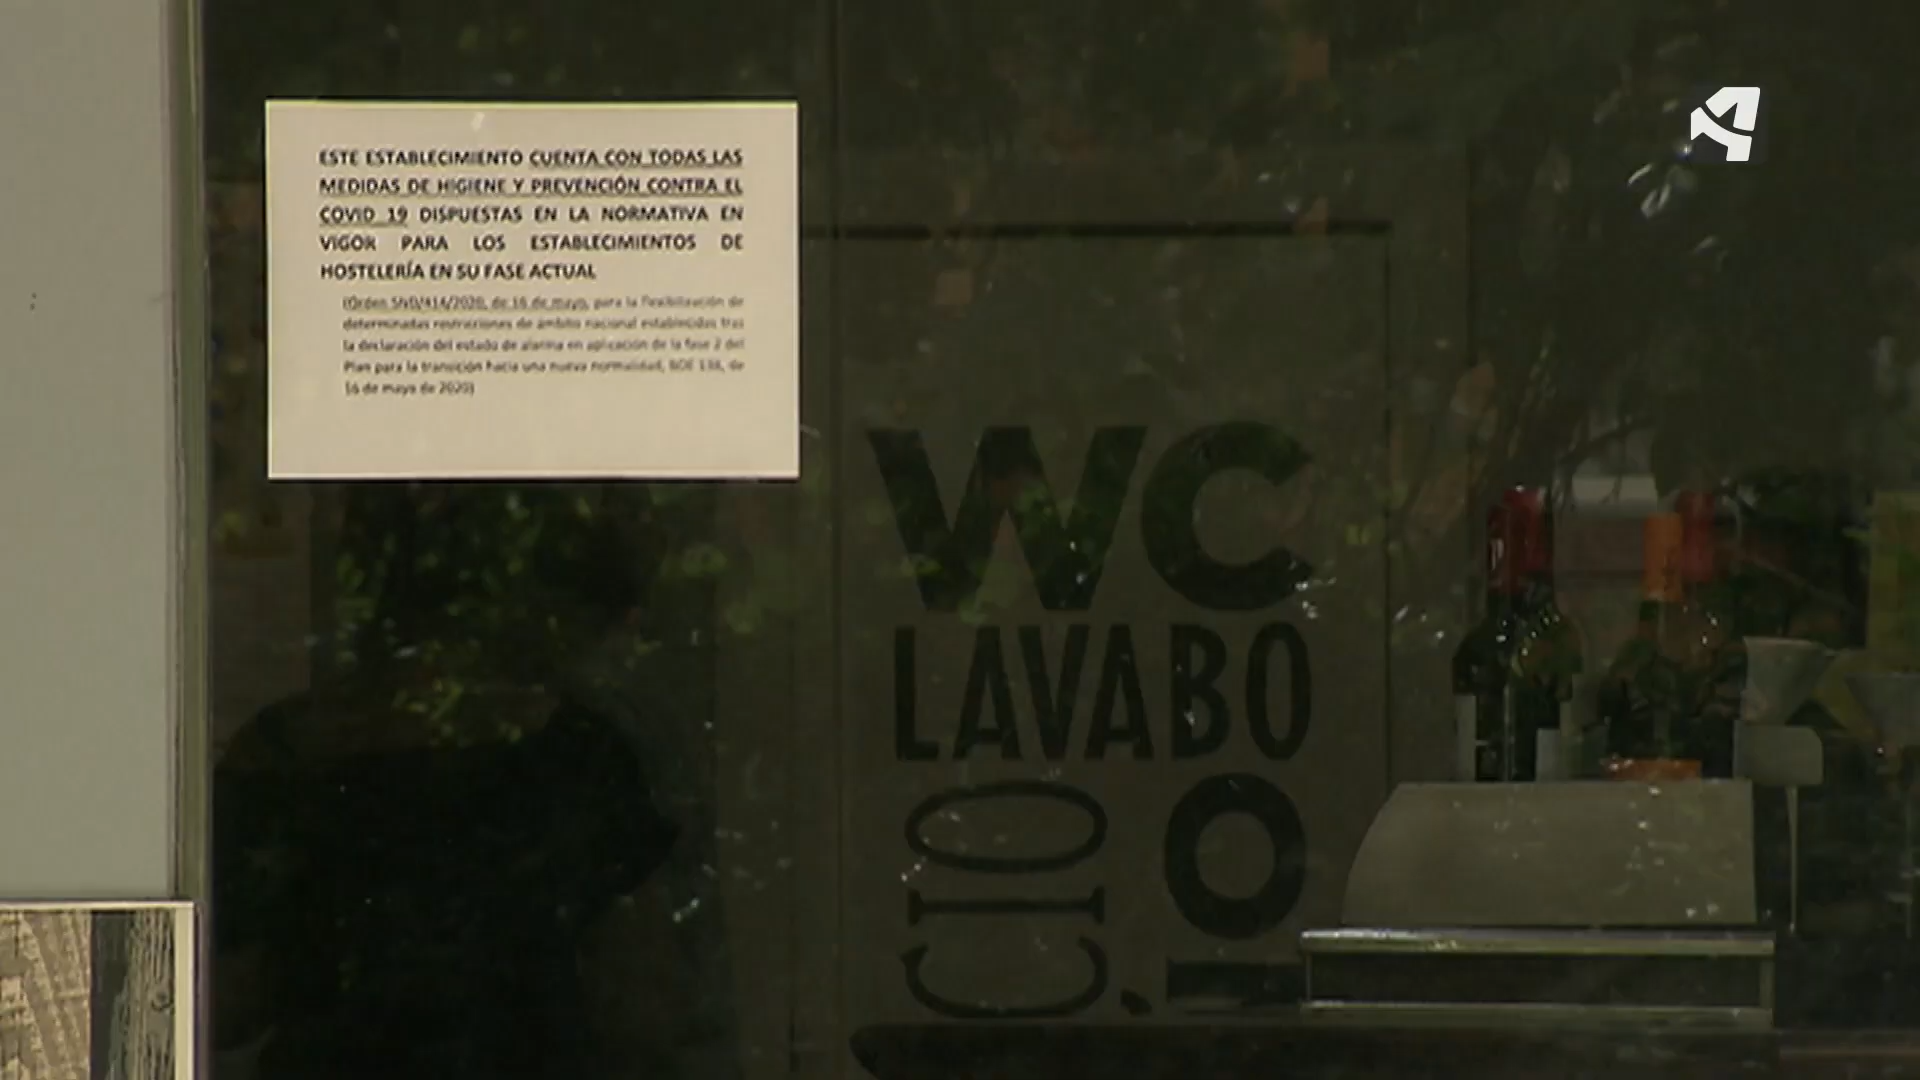 ESTE ESTABLECIMIENTO CUENTA CON TODAS LAS
MEDIDAS DE HIGIENE Y PREVENCIÓN CONTRA EL
COVID 19 DISPUESTAS EN LA NORMATIVA EN
VIGOR PARA LOS ESTABLECIMIENTOS DE
HOSTELERÍA EN SU FASE ACTUAL
(Orden SND/414/2020, de 16 de mayo, para la flexibilización de
determinadas restricciones de ámbito nacional establecidas tras
la declaración del estado de alarma en aplicación de la fase 2 del
Plan para la transición hacia una nueva normalidad, BOE 138, de
16 de mayo de 2020)
WC
LAVABO
CIO